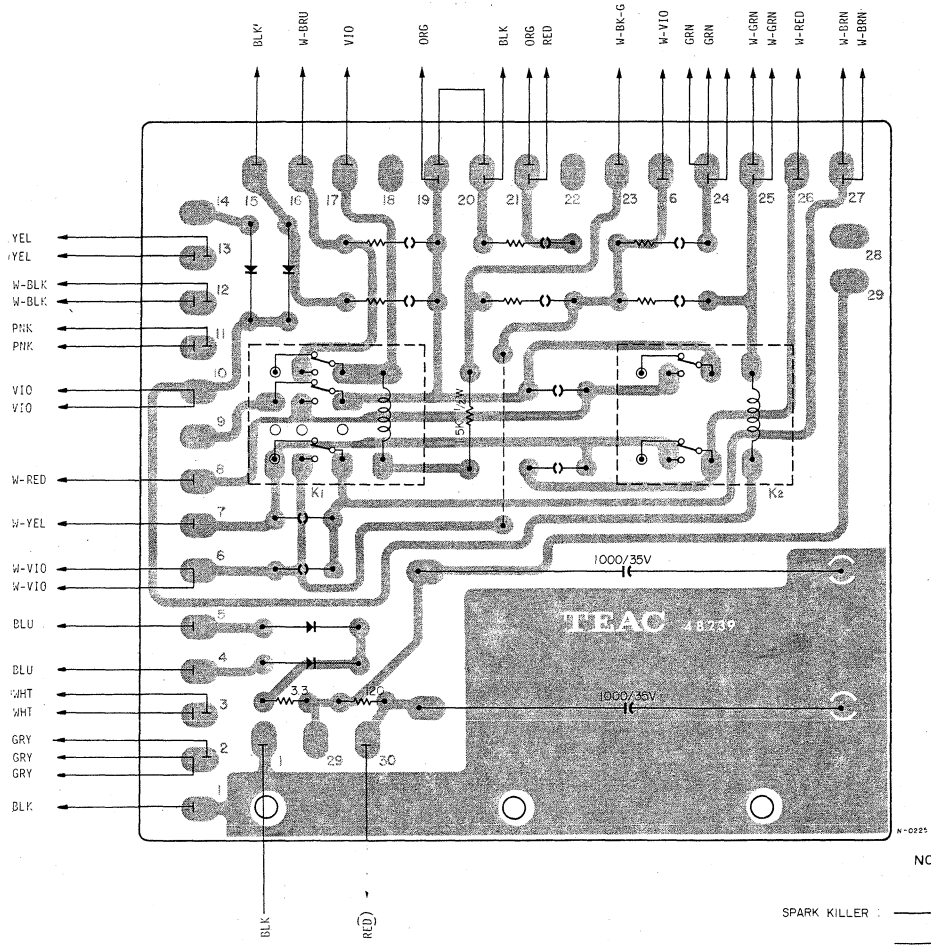 BLK'
W-BRU
VIO
ORG
BLK
ORG
RED
W-BK-G
W-VIO
GRN
GRN
W-GRN
W-GRN
W-RED
W-BRN
W-BRN
14
15
16
17
18
19
20
21
22
23
6
24
25
26
27
YEL
YEL
13
28
W-BLK
W-BLK
12
29
PNK
PNK
11
VIO
VIO
10
9
5K 1/2W
W-RED
8
K1
K2
W-YEL
7
W-VIO
W-VIO
6
1000/35V
BLU
5
TEAC 48239
BLU
4
WHT
WHT
3
33
120
1000/35V
GRY
GRY
GRY
2
1
29
30
BLK
1
N-0225
NO
BLK
(RED)
SPARK KILLER :